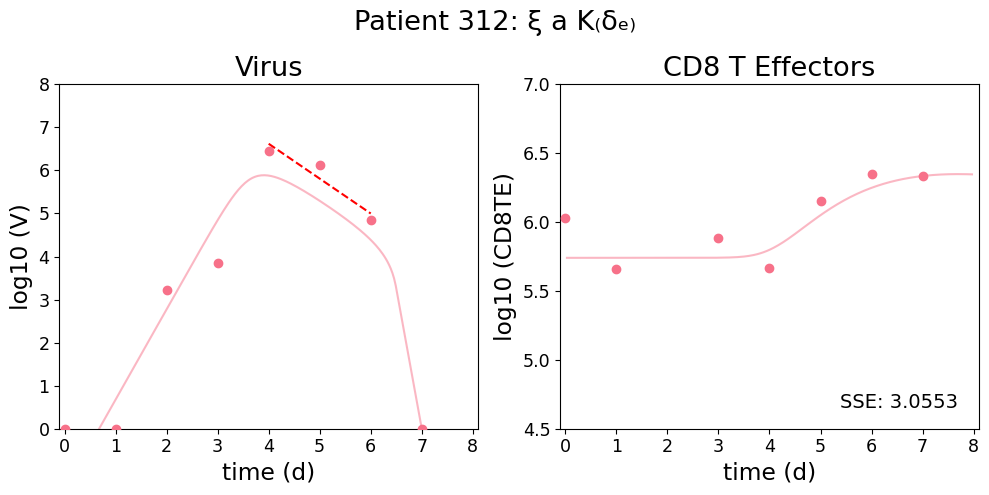 Patient 312: ξ a K₍δₑ₎
Virus
CD8 T Effectors
log10 (V)
8
7
6
5
4
3
2
1
0
0 1 2 3 4 5 6 7 8
time (d)
log10 (CD8TE)
7.0
6.5
6.0
5.5
5.0
4.5
SSE: 3.0553
0 1 2 3 4 5 6 7 8
time (d)